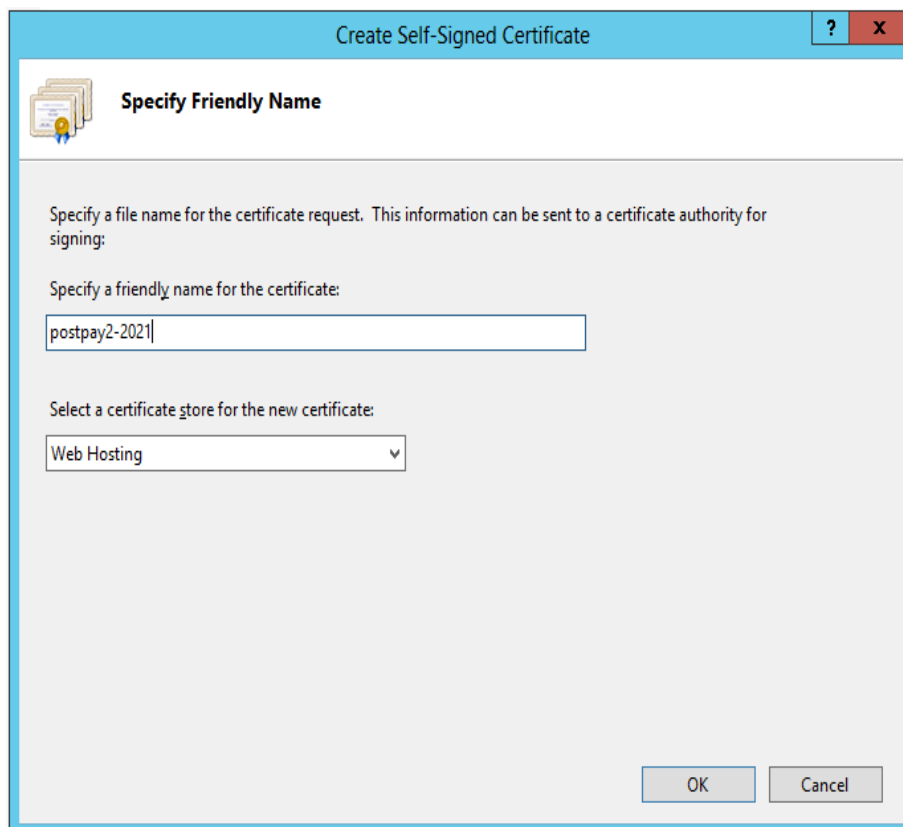 Create Self-Signed Certificate
? x
Specify Friendly Name
Specify a file name for the certificate request.  This information can be sent to a certificate authority for
signing:
Specify a friendly name for the certificate:
postpay2-2021
Select a certificate store for the new certificate:
Web Hosting
OK Cancel